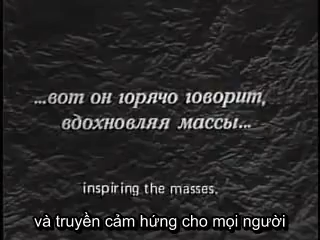 ...вот он горячо говорит,
вдохновляя массы...
inspiring the masses.
và truyền cảm hứng cho mọi người